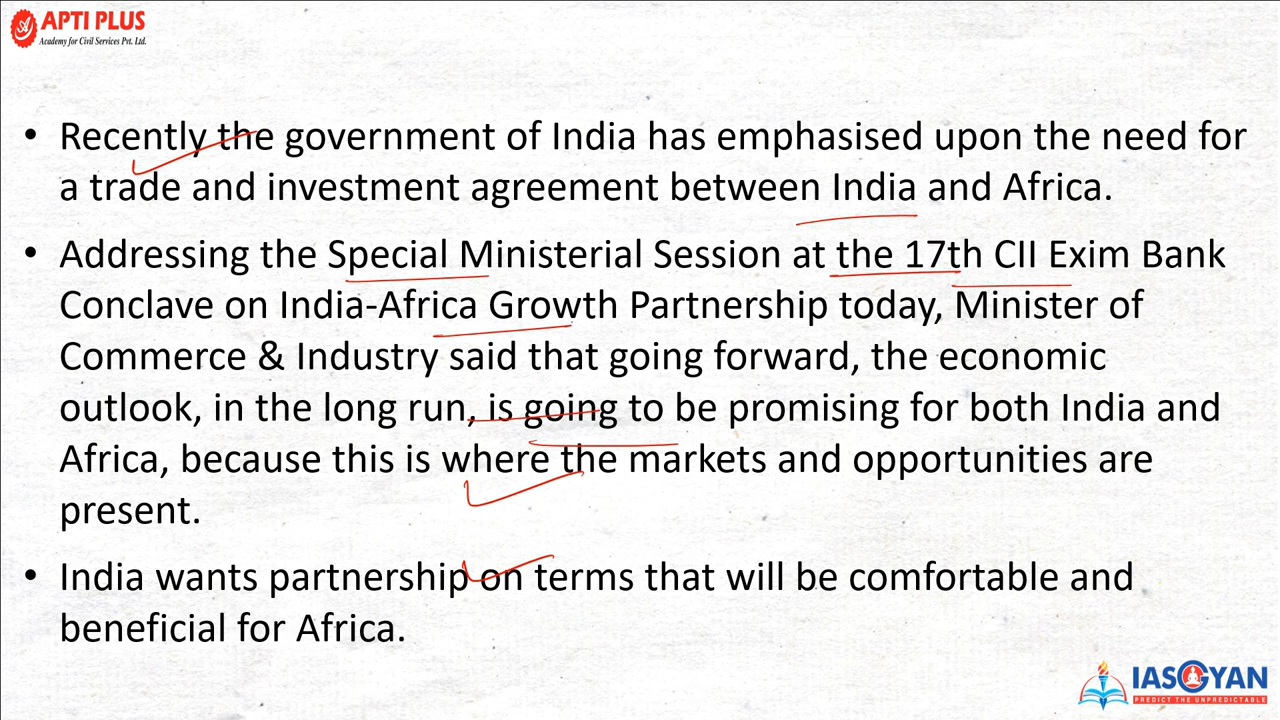 APTI PLUS
Academy for Civil Services Pvt. Ltd.
• Recently the government of India has emphasised upon the need for
a trade and investment agreement between India and Africa.
• Addressing the Special Ministerial Session at the 17th CII Exim Bank
Conclave on India-Africa Growth Partnership today, Minister of
Commerce & Industry said that going forward, the economic
outlook, in the long run, is going to be promising for both India and
Africa, because this is where the markets and opportunities are
present.
• India wants partnership on terms that will be comfortable and
beneficial for Africa.
IASGYAN
PREDICT THE UNPREDICTABLE